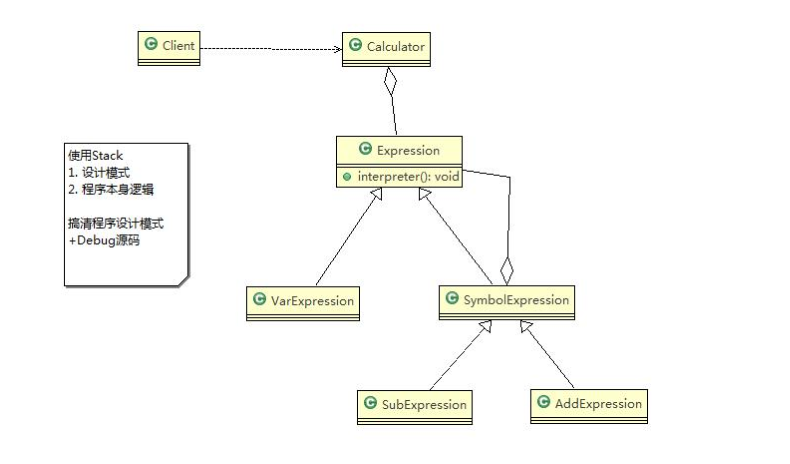 Client
Calculator
Expression
interpreter(): void
使用Stack
1. 设计模式
2. 程序本身逻辑
搞清程序设计模式
+Debug源码
VarExpression
SymbolExpression
SubExpression
AddExpression